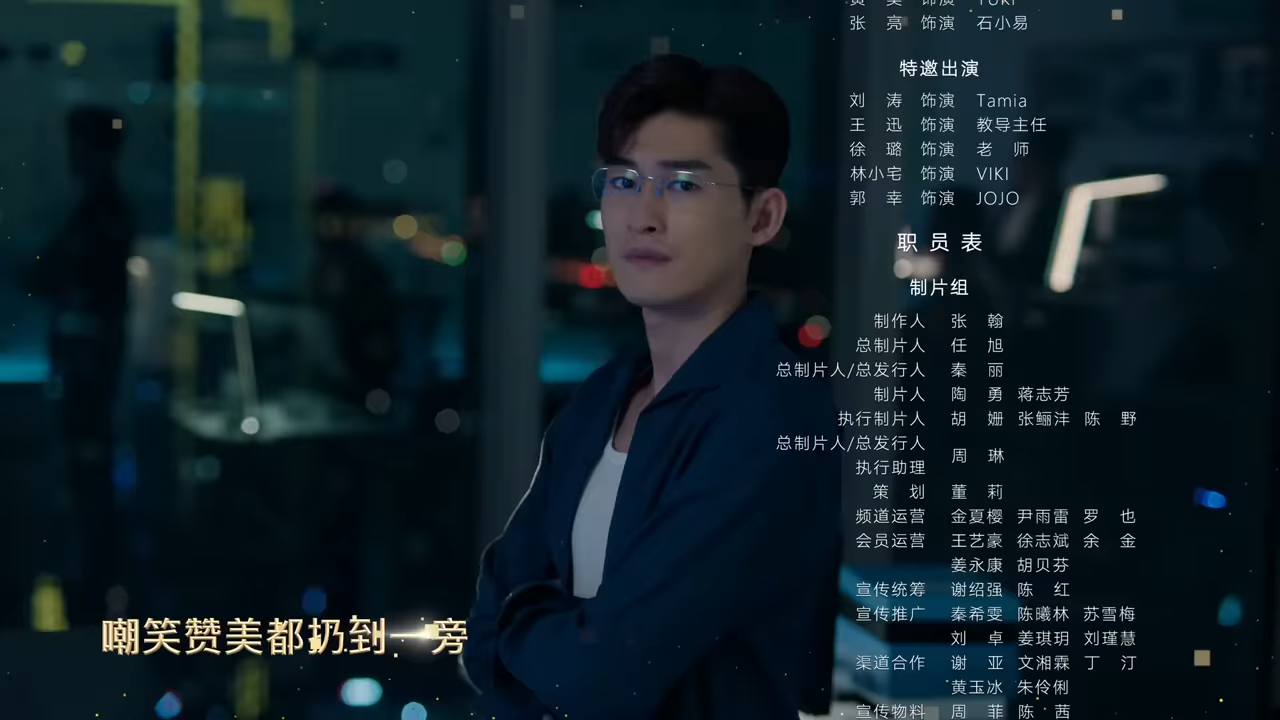 张 亮 饰演 石小易
特邀出演
刘 涛 饰演 Tamia
王 迅 饰演 教导主任
徐 璐 饰演 老 师
林小宅 饰演 VIKI
郭 幸 饰演 JOJO
职员表
制片组
制作人 张 翰
总制片人 任 旭
总制片人/总发行人 秦 丽
制片人 陶 勇 蒋志芳
执行制片人 胡 姗 张鲡沣 陈 野
总制片人/总发行人
执行助理 周 琳
策 划 董 莉
频道运营 金夏樱 尹雨雷 罗 也
会员运营 王艺豪 徐志斌 余 金
姜永康 胡贝芬
宣传统筹 谢绍强 陈 红
宣传推广 秦希雯 陈曦林 苏雪梅
刘 卓 姜琪玥 刘瑾慧
渠道合作 谢 亚 文湘霖 丁 汀
黄玉冰 朱伶俐
宣传物料 周 菲 陈 茜
嘲笑赞美都扔到一旁